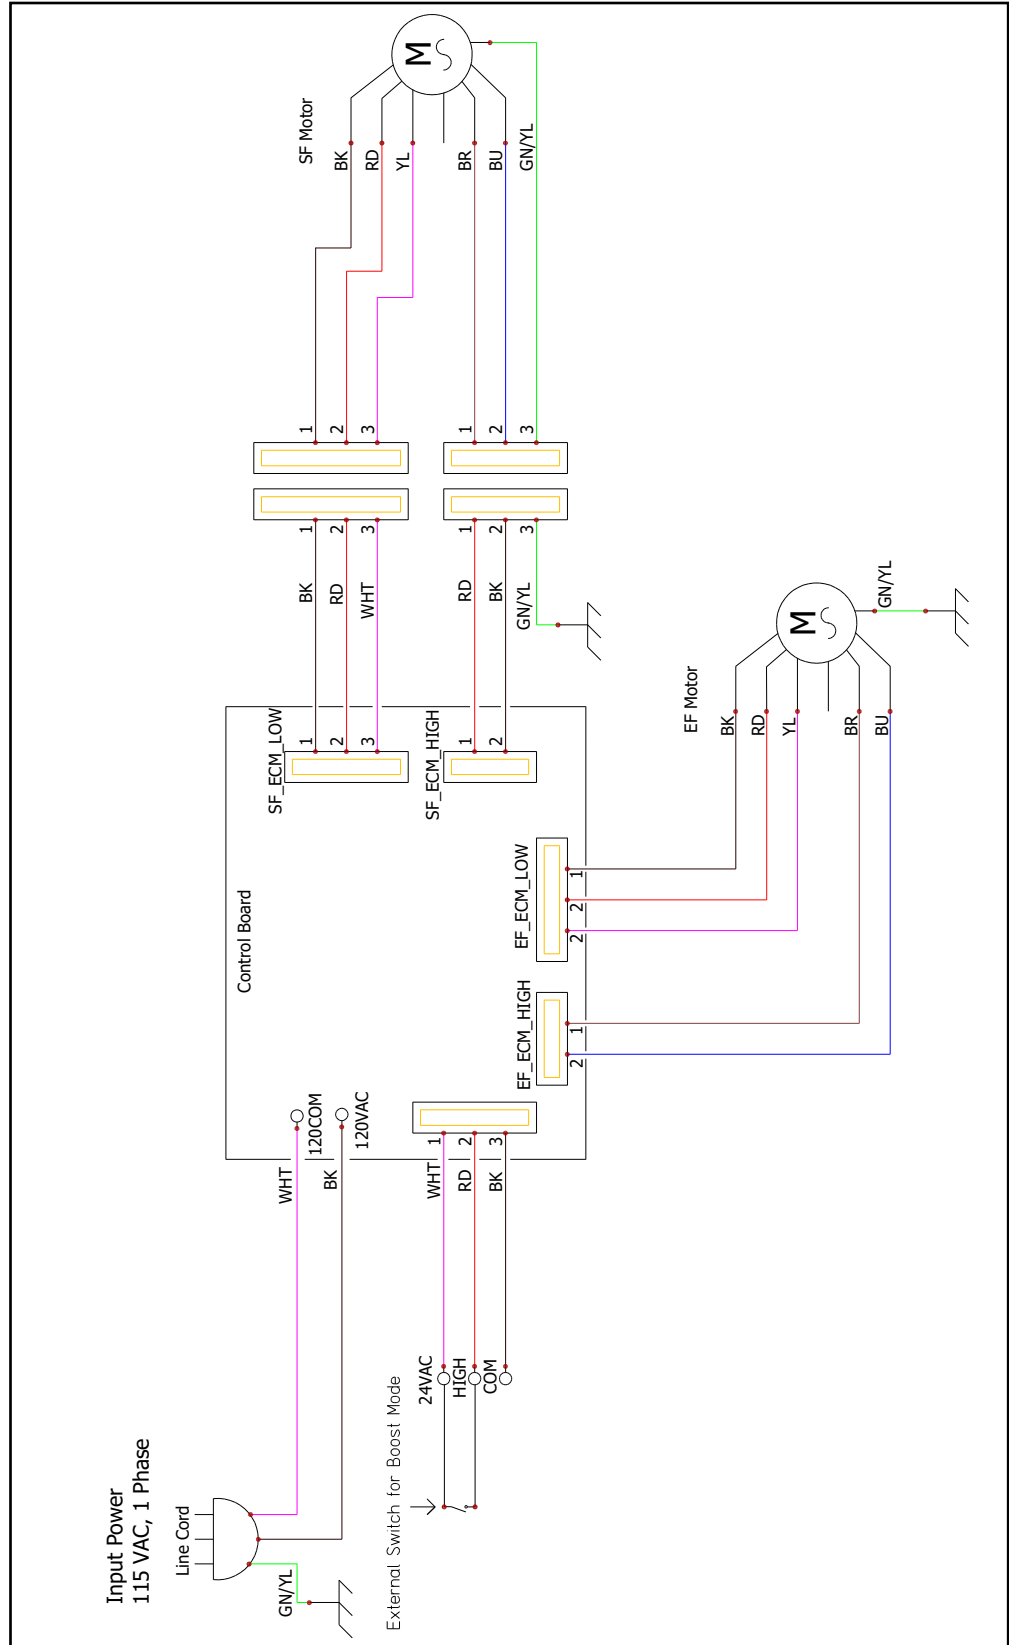 Input Power
115 VAC, 1 Phase
Line Cord
GN/YL
WHT
BK
120COM
120VAC
External Switch for Boost Mode
24VAC
HIGH
COM
WHT
RD
BK
1
2
3
Control Board
SF_ECM_LOW
1
2
3
SF_ECM_HIGH
1
2
EF_ECM_LOW
1
2
2
EF_ECM_HIGH
1
2
BK
RD
WHT
RD
BK
GN/YL
1
2
3
1
2
3
1
2
3
1
2
3
SF Motor
BK
RD
YL
BR
BU
GN/YL
M
EF Motor
BK
RD
YL
BR
BU
GN/YL
M